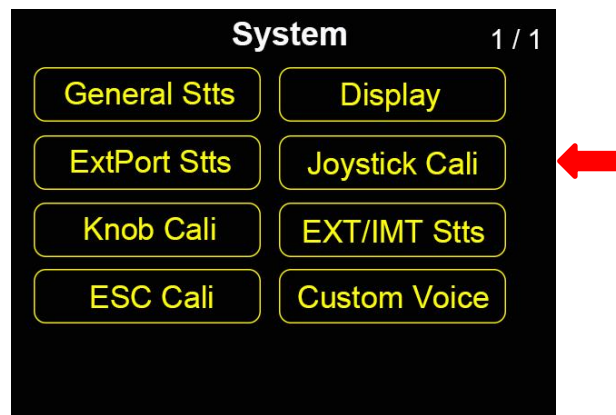 System 1 / 1
General Stts Display
ExtPort Stts Joystick Cali
Knob Cali EXT/IMT Stts
ESC Cali Custom Voice